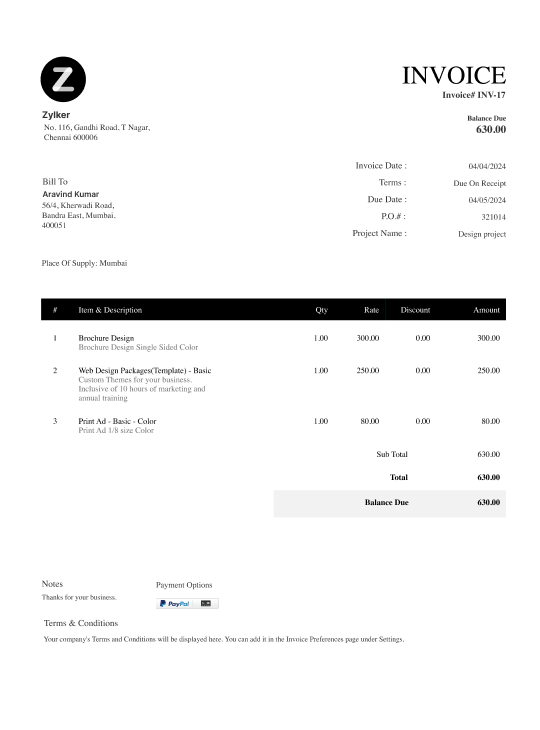 Z
INVOICE
Invoice# INV-17
Zylker
No. 116, Gandhi Road, T Nagar,
Chennai 600006
Balance Due
630.00
Invoice Date : 04/04/2024
Terms : Due On Receipt
Due Date : 04/05/2024
P.O.# : 321014
Project Name : Design project
Bill To
Aravind Kumar
56/4, Kherwadi Road,
Bandra East, Mumbai,
400051
Place Of Supply: Mumbai
# Item & Description Qty Rate Discount Amount
1 Brochure Design 1.00 300.00 0.00 300.00
Brochure Design Single Sided Color
2 Web Design Packages(Template) - Basic 1.00 250.00 0.00 250.00
Custom Themes for your business.
Inclusive of 10 hours of marketing and
annual training
3 Print Ad - Basic - Color 1.00 80.00 0.00 80.00
Print Ad 1/8 size Color
Sub Total 630.00
Total 630.00
Balance Due 630.00
Notes
Thanks for your business.
Payment Options
PayPal
Terms & Conditions
Your company's Terms and Conditions will be displayed here. You can add it in the Invoice Preferences page under Settings.